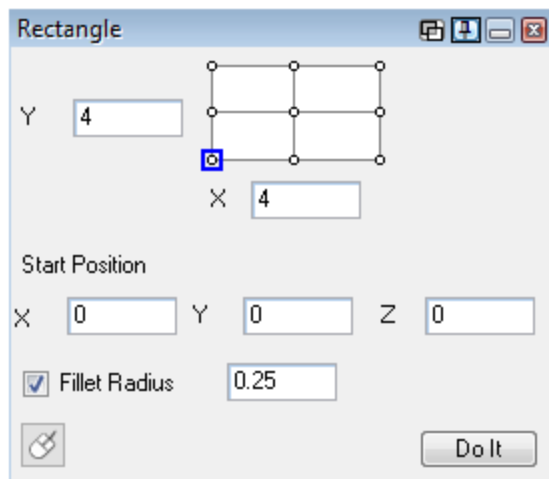 Rectangle
Y 4
X 4
Start Position
X 0 Y 0 Z 0
Fillet Radius 0.25
Do It